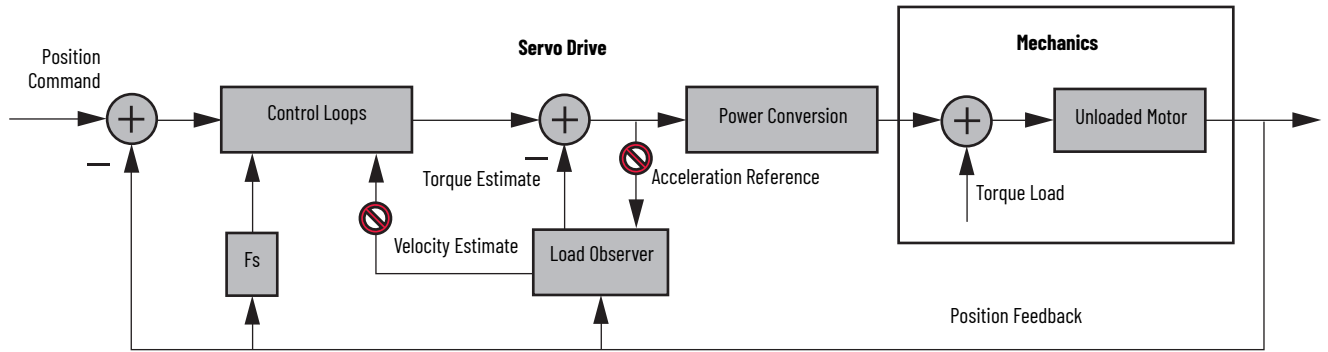 Servo Drive
Mechanics
Position
Command
Control Loops
Power Conversion
Unloaded Motor
+
+
+
—
—
Torque Estimate
Acceleration Reference
Torque Load
Velocity Estimate
Fs
Load Observer
Position Feedback